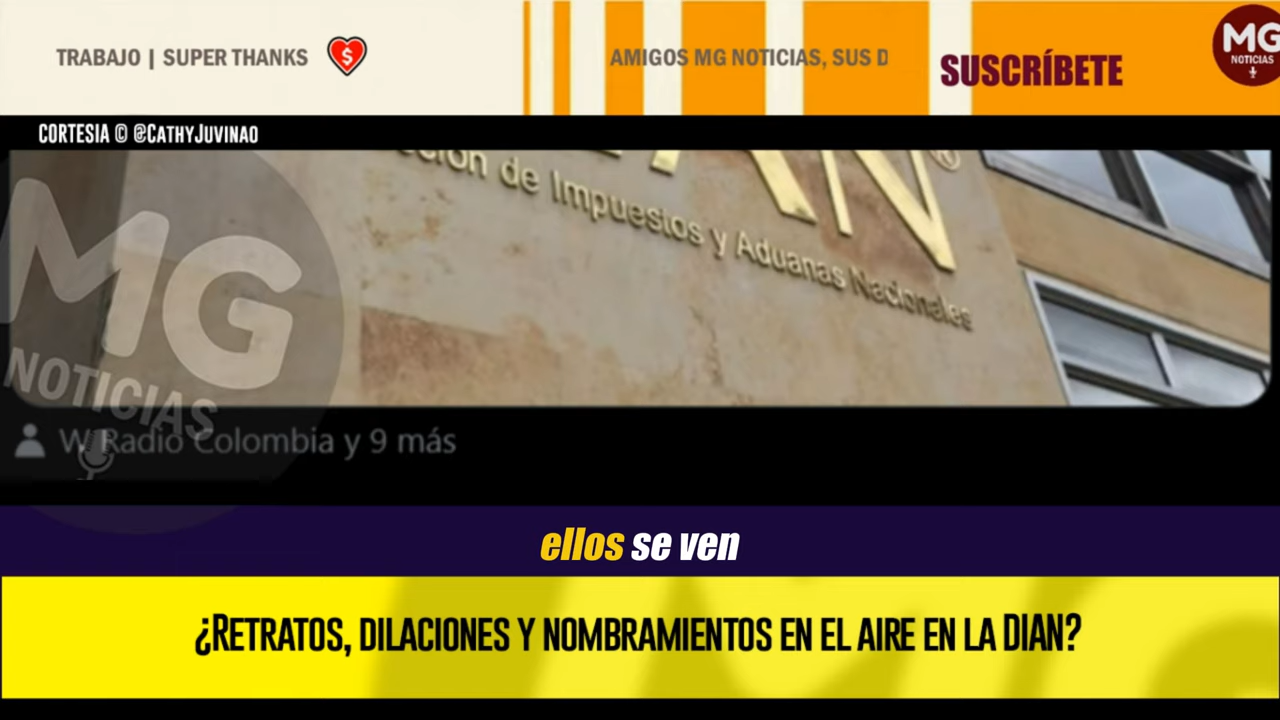 TRABAJO | SUPER THANKS
AMIGOS MG NOTICIAS, SUS D
SUSCRÍBETE
MG
NOTICIAS
CORTESIA © @CATHYJUVINAO
de Impuestos y Aduanas Nacionales
MG
NOTICIAS
W Radio Colombia y 9 más
ellos se ven
¿RETRATOS, DILACIONES Y NOMBRAMIENTOS EN EL AIRE EN LA DIAN?